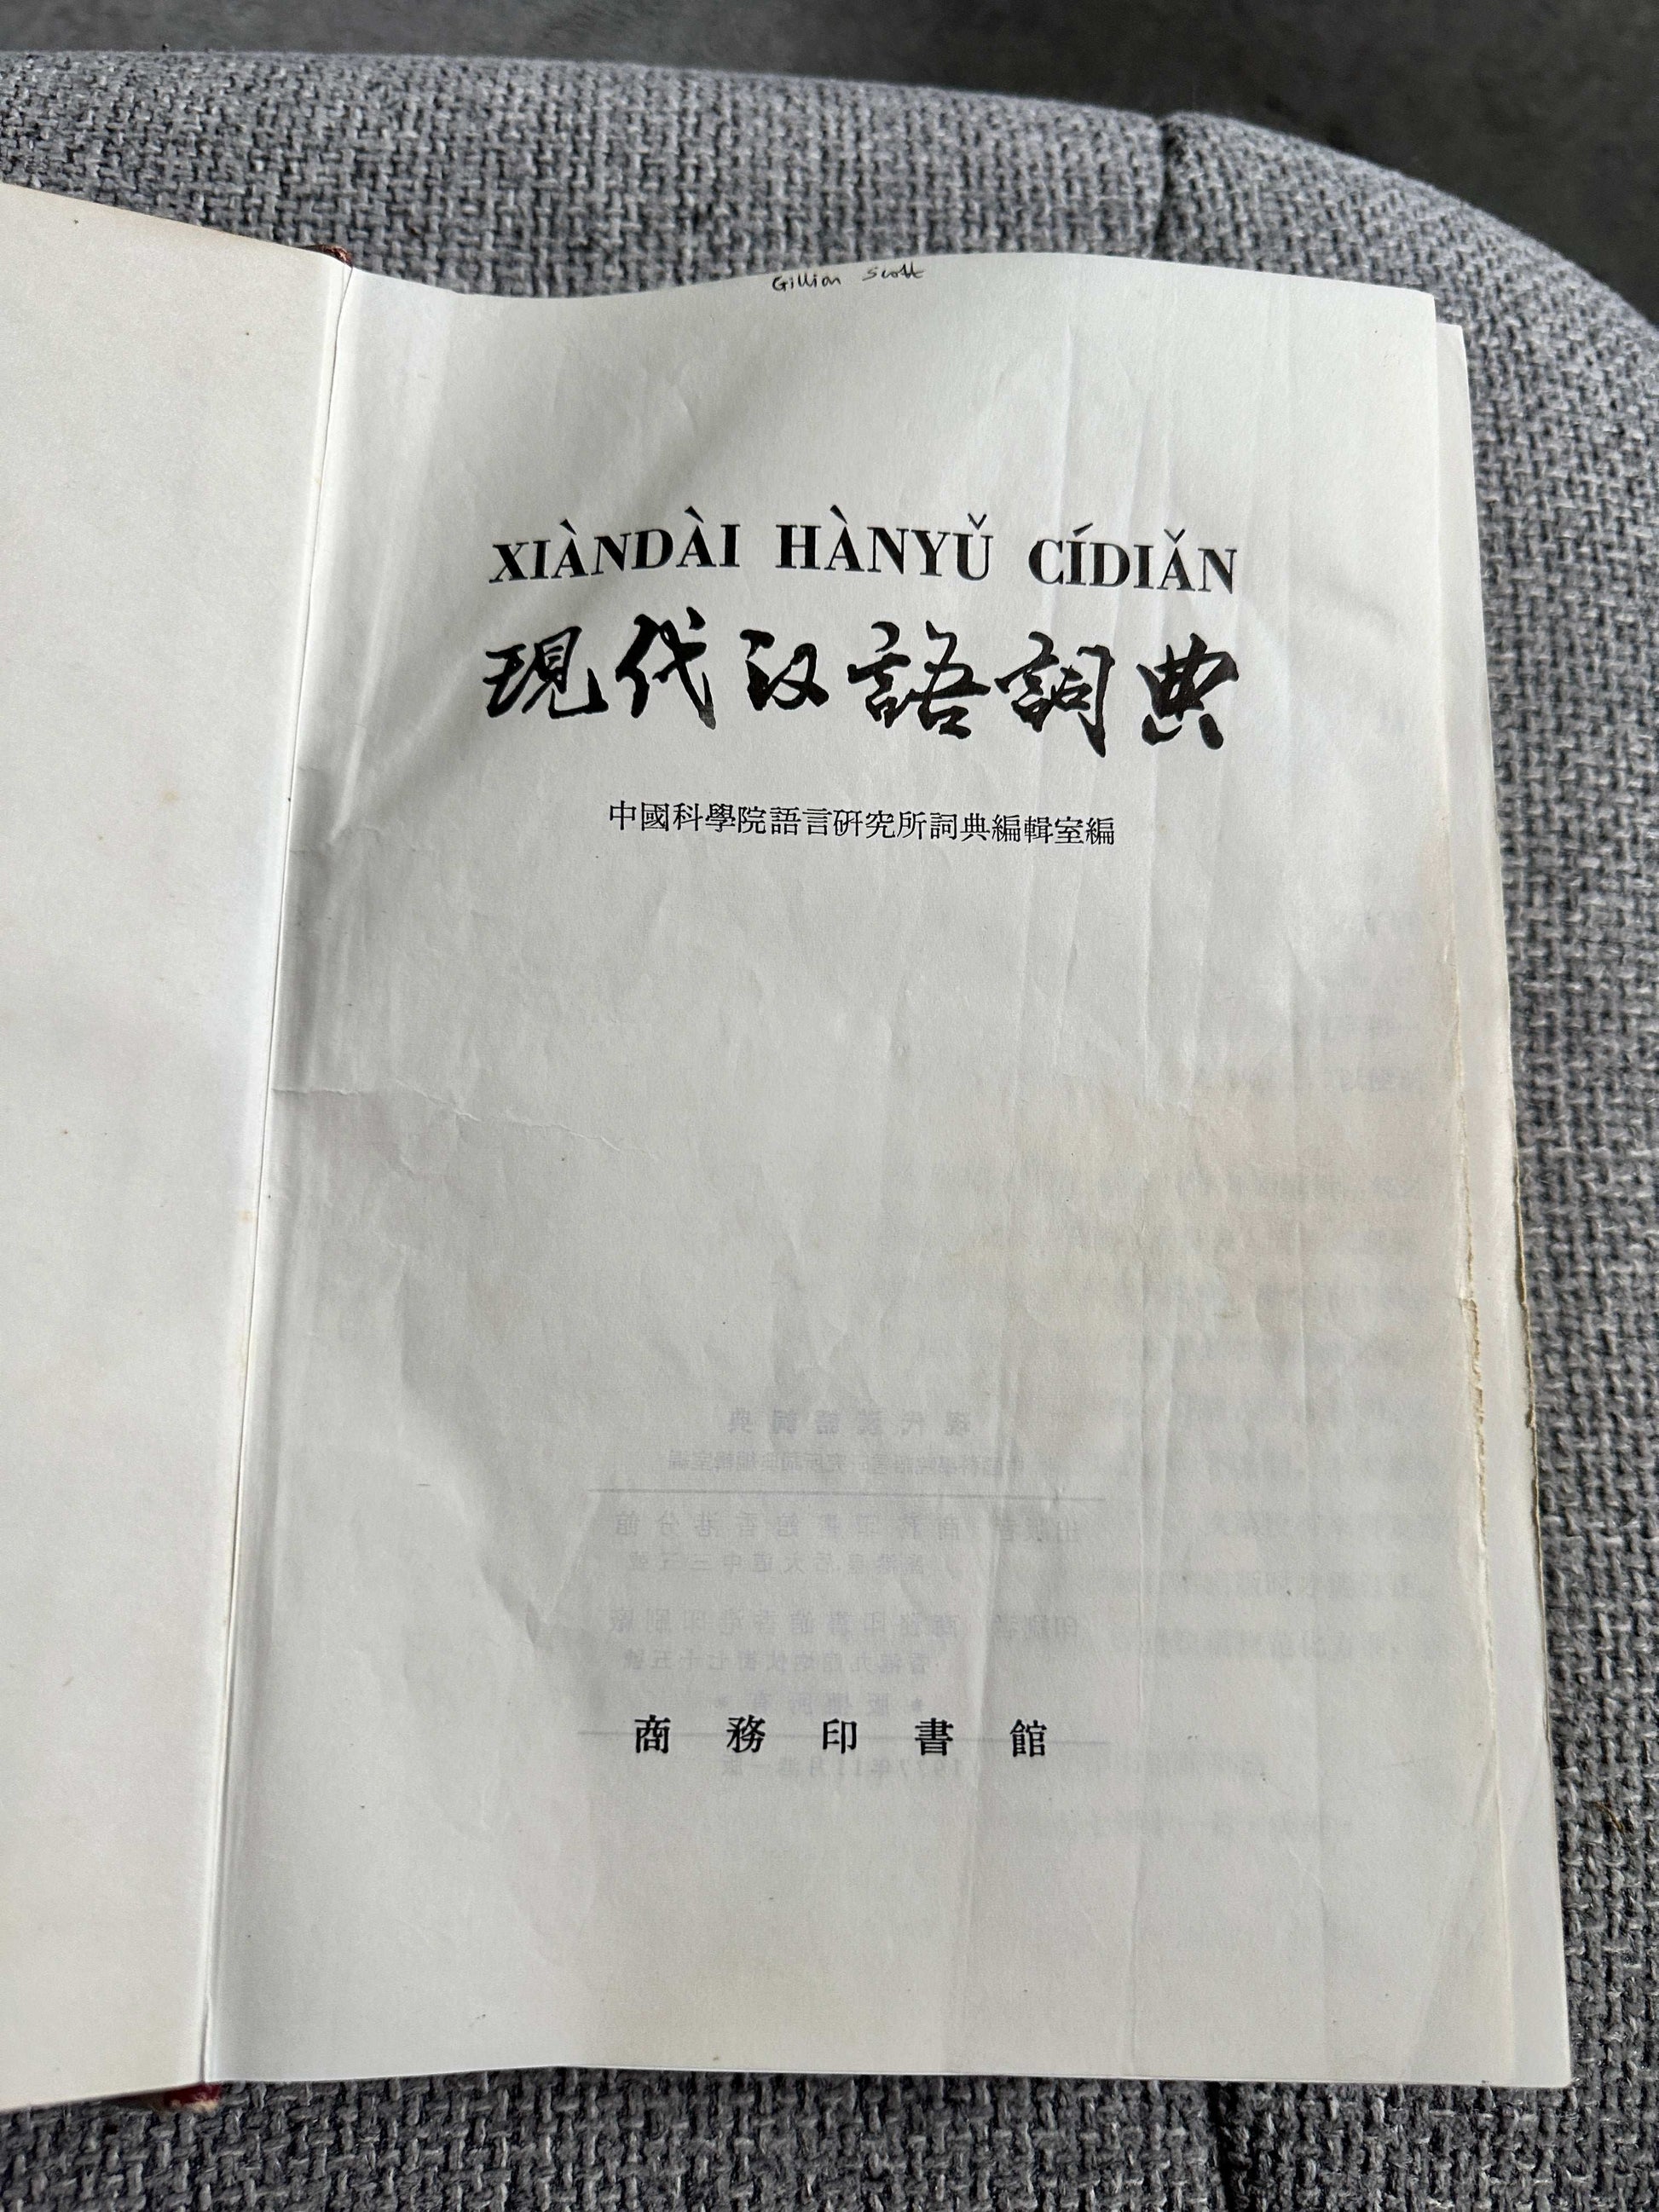 Gillian Scott
XIÀNDÀI HÀNYǓ CÍDIǍN
現代汉語詞典
中國科學院語言研究所詞典編輯室編
商務印書館